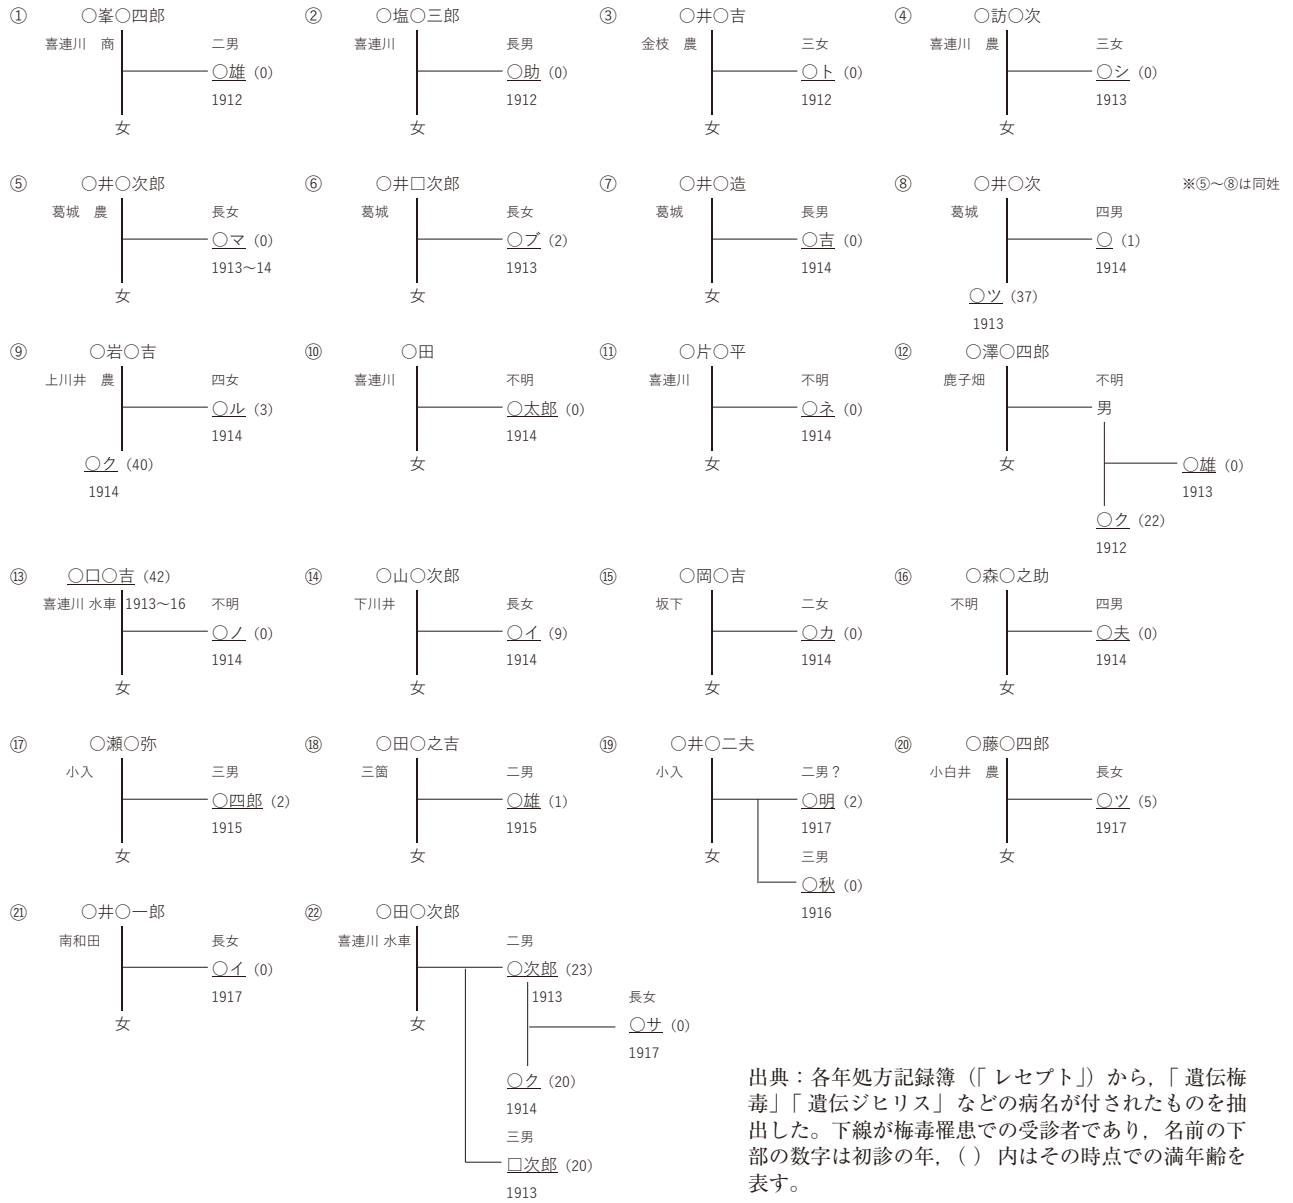 ① ○峯○四郎
喜連川 商 二男
○雄 (0)
1912
女
② ○塩○三郎
喜連川 長男
○助 (0)
1912
女
③ ○井○吉
金枝 農 三女
○ト (0)
1912
女
④ ○訪○次
喜連川 農 三女
○シ (0)
1913
女
⑤ ○井○次郎
葛城 農 長女
○マ (0)
1913～14
女
⑥ ○井□次郎
葛城 長女
○ブ (2)
1913
女
⑦ ○井○造
葛城 長男
○吉 (0)
1914
女
⑧ ○井○次
※⑤～⑧は同姓
葛城 四男
○ (1)
1914
○ツ (37)
1913
⑨ ○岩○吉
上川井 農 四女
○ル (3)
1914
○ク (40)
1914
⑩ ○田
喜連川 不明
○太郎 (0)
1914
女
⑪ ○片○平
喜連川 不明
○ネ (0)
1914
女
⑫ ○澤○四郎
鹿子畑 不明
男
女
○雄 (0)
1913
○ク (22)
1912
⑬ ○口○吉 (42)
喜連川 水車 1913～16 不明
○ノ (0)
1914
女
⑭ ○山○次郎
下川井 長女
○イ (9)
1914
女
⑮ ○岡○吉
坂下 二女
○カ (0)
1914
女
⑯ ○森○之助
不明 四男
○夫 (0)
1914
女
⑰ ○瀬○弥
小入 三男
○四郎 (2)
1915
女
⑱ ○田○之吉
三箇 二男
○雄 (1)
1915
女
⑲ ○井○二夫
小入 二男？
○明 (2)
1917
女 三男
○秋 (0)
1916
⑳ ○藤○四郎
小白井 農 長女
○ツ (5)
1917
女
㉑ ○井○一郎
南和田 長女
○イ (0)
1917
女
㉒ ○田○次郎
喜連川 水車 二男
○次郎 (23)
1913 長女
女 ○サ (0)
1917
○ク (20)
1914
三男
□次郎 (20)
1913
出典：各年処方記録簿（「レセプト」）から，「遺伝梅
毒」「遺伝ジヒリス」などの病名が付されたものを抽
出した。下線が梅毒罹患での受診者であり，名前の下
部の数字は初診の年，（ ）内はその時点での満年齢を
表す。